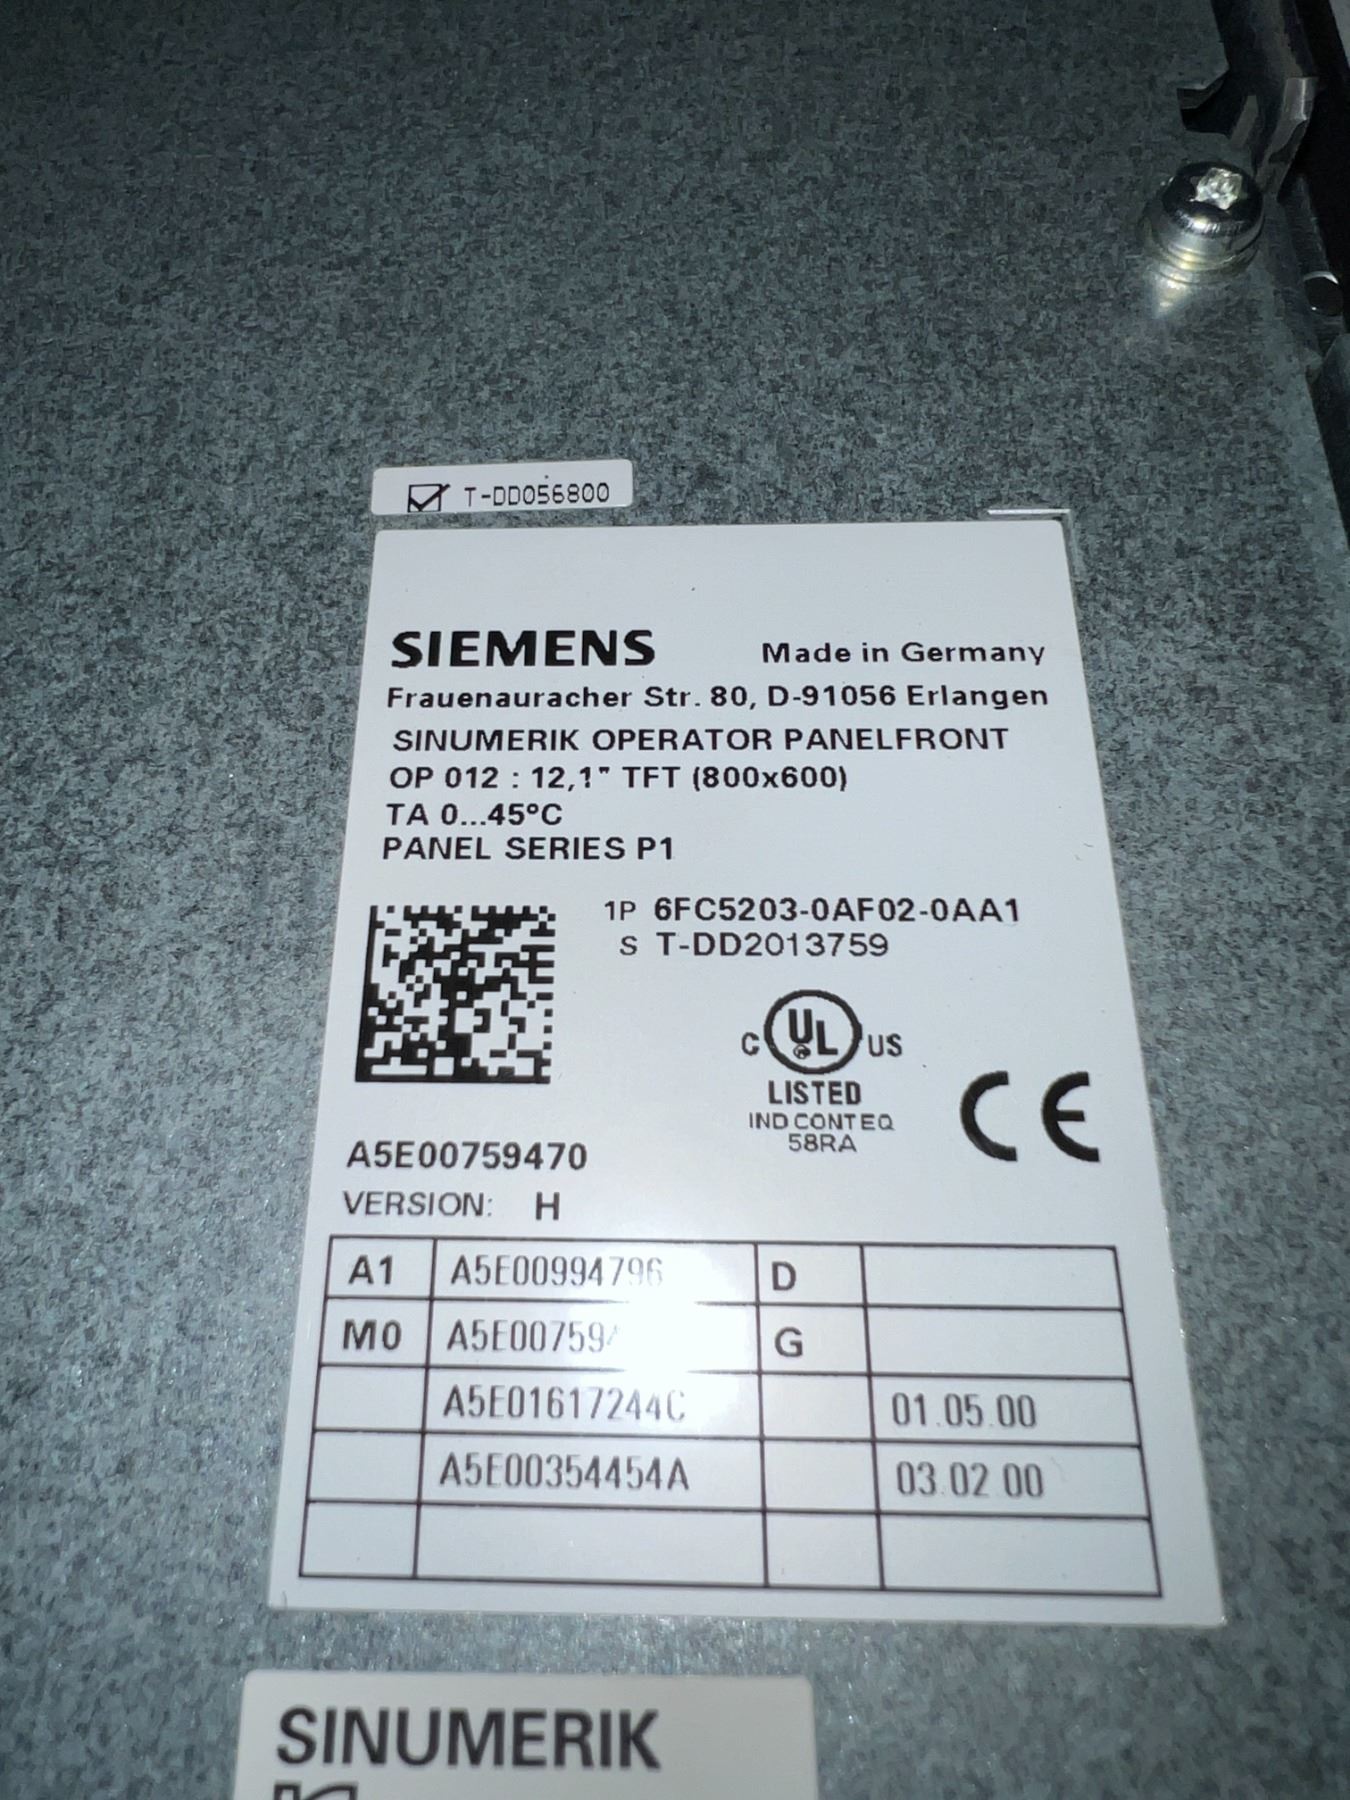 T-DD056800
SIEMENS Made in Germany
Frauenauracher Str. 80, D-91056 Erlangen
SINUMERIK OPERATOR PANELFRONT
OP 012 : 12,1" TFT (800x600)
TA 0...45°C
PANEL SERIES P1
1P 6FC5203-0AF02-0AA1
S T-DD2013759
C UL US
LISTED
IND CONT EQ
58RA
CE
A5E00759470
VERSION: H
A1 A5E00994796 D
M0 G
A5E01617244C 01.05.00
A5E00354454A 03.02.00
SINUMERIK